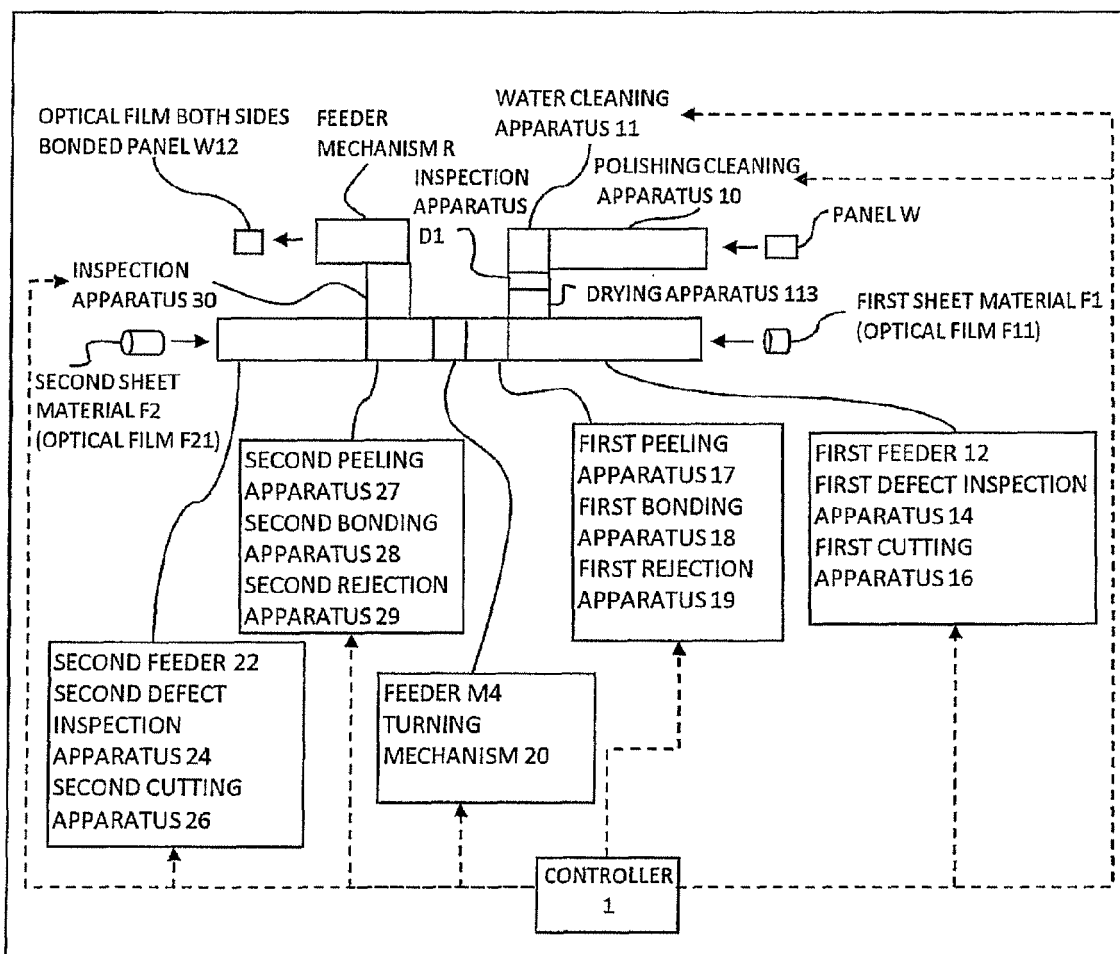 WATER CLEANING
APPARATUS 11
OPTICAL FILM BOTH SIDES
BONDED PANEL W12
FEEDER
MECHANISM R
INSPECTION
APPARATUS
D1
POLISHING CLEANING
APPARATUS 10
PANEL W
INSPECTION
APPARATUS 30
DRYING APPARATUS 113
FIRST SHEET MATERIAL F1
(OPTICAL FILM F11)
SECOND SHEET
MATERIAL F2
(OPTICAL FILM F21)
SECOND PEELING
APPARATUS 27
SECOND BONDING
APPARATUS 28
SECOND REJECTION
APPARATUS 29
FIRST PEELING
APPARATUS 17
FIRST BONDING
APPARATUS 18
FIRST REJECTION
APPARATUS 19
FIRST FEEDER 12
FIRST DEFECT INSPECTION
APPARATUS 14
FIRST CUTTING
APPARATUS 16
SECOND FEEDER 22
SECOND DEFECT
INSPECTION
APPARATUS 24
SECOND CUTTING
APPARATUS 26
FEEDER M4
TURNING
MECHANISM 20
CONTROLLER
1